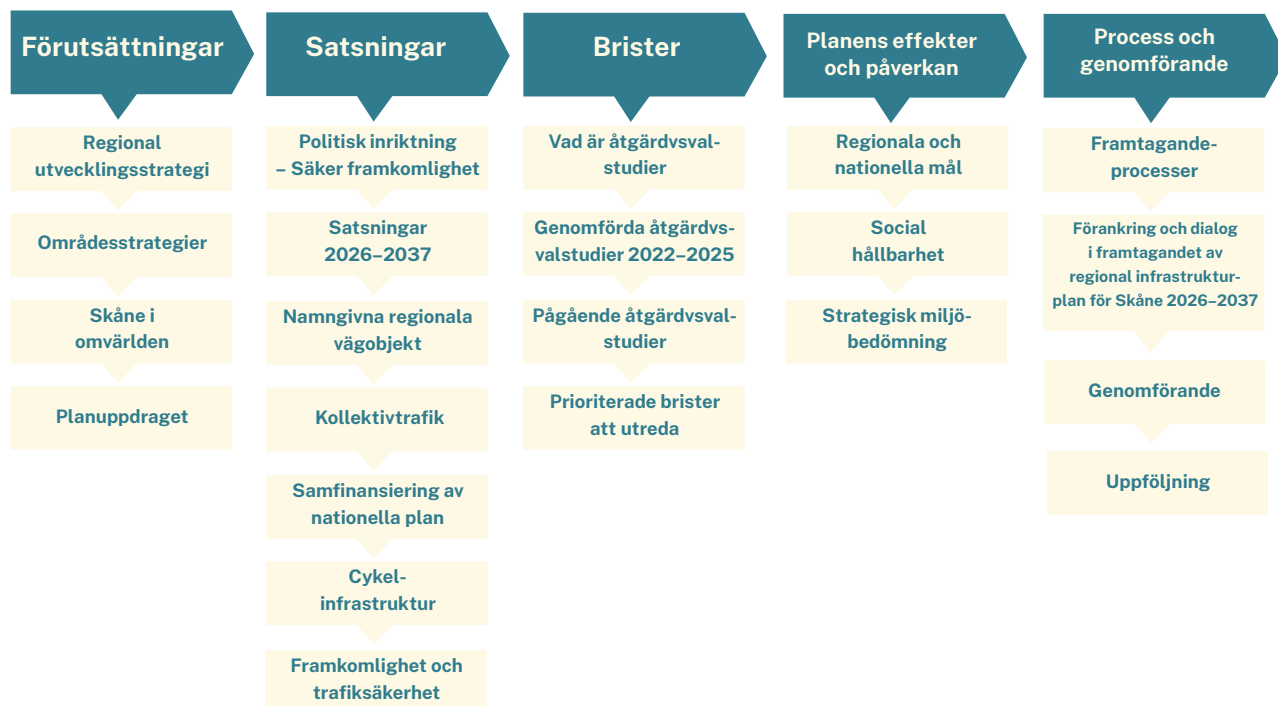 Förutsättningar
Regional
utvecklingsstrategi
Områdesstrategier
Skåne i
omvärlden
Planuppdraget
Satsningar
Politisk inriktning
– Säker framkomlighet
Satsningar
2026–2037
Namngivna regionala
vägobjekt
Kollektivtrafik
Samfinansiering av
nationella plan
Cykel-
infrastruktur
Framkomlighet och
trafiksäkerhet
Brister
Vad är åtgärdvsval-
studier
Genomförda åtgärdvs-
valstudier 2022–2025
Pågående åtgärdvsval-
studier
Prioriterade brister
att utreda
Planens effekter
och påverkan
Regionala och
nationella mål
Social
hållbarhet
Strategisk miljö-
bedömning
Process och
genomförande
Framtagande-
processer
Förankring och dialog
i framtagandet av
regional infrastruktur-
plan för Skåne 2026–2037
Genomförande
Uppföljning